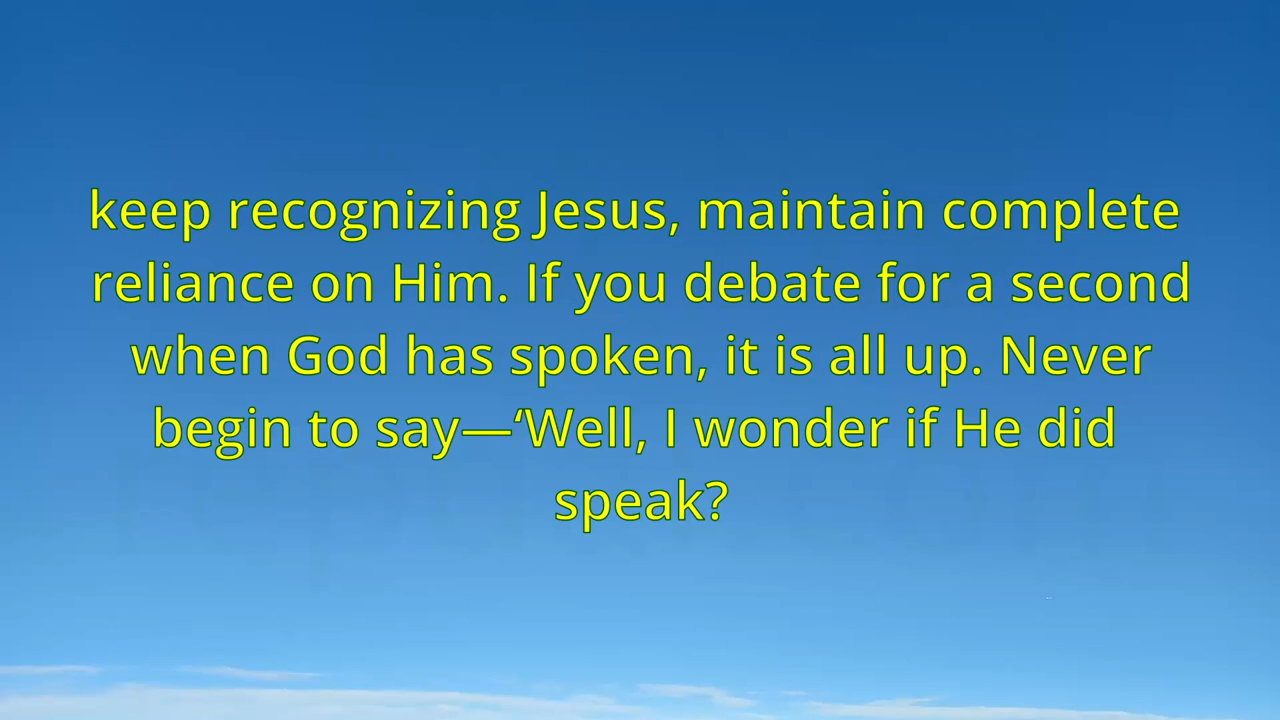 keep recognizing Jesus, maintain complete
reliance on Him. If you debate for a second
when God has spoken, it is all up. Never
begin to say—‘Well, I wonder if He did
speak?